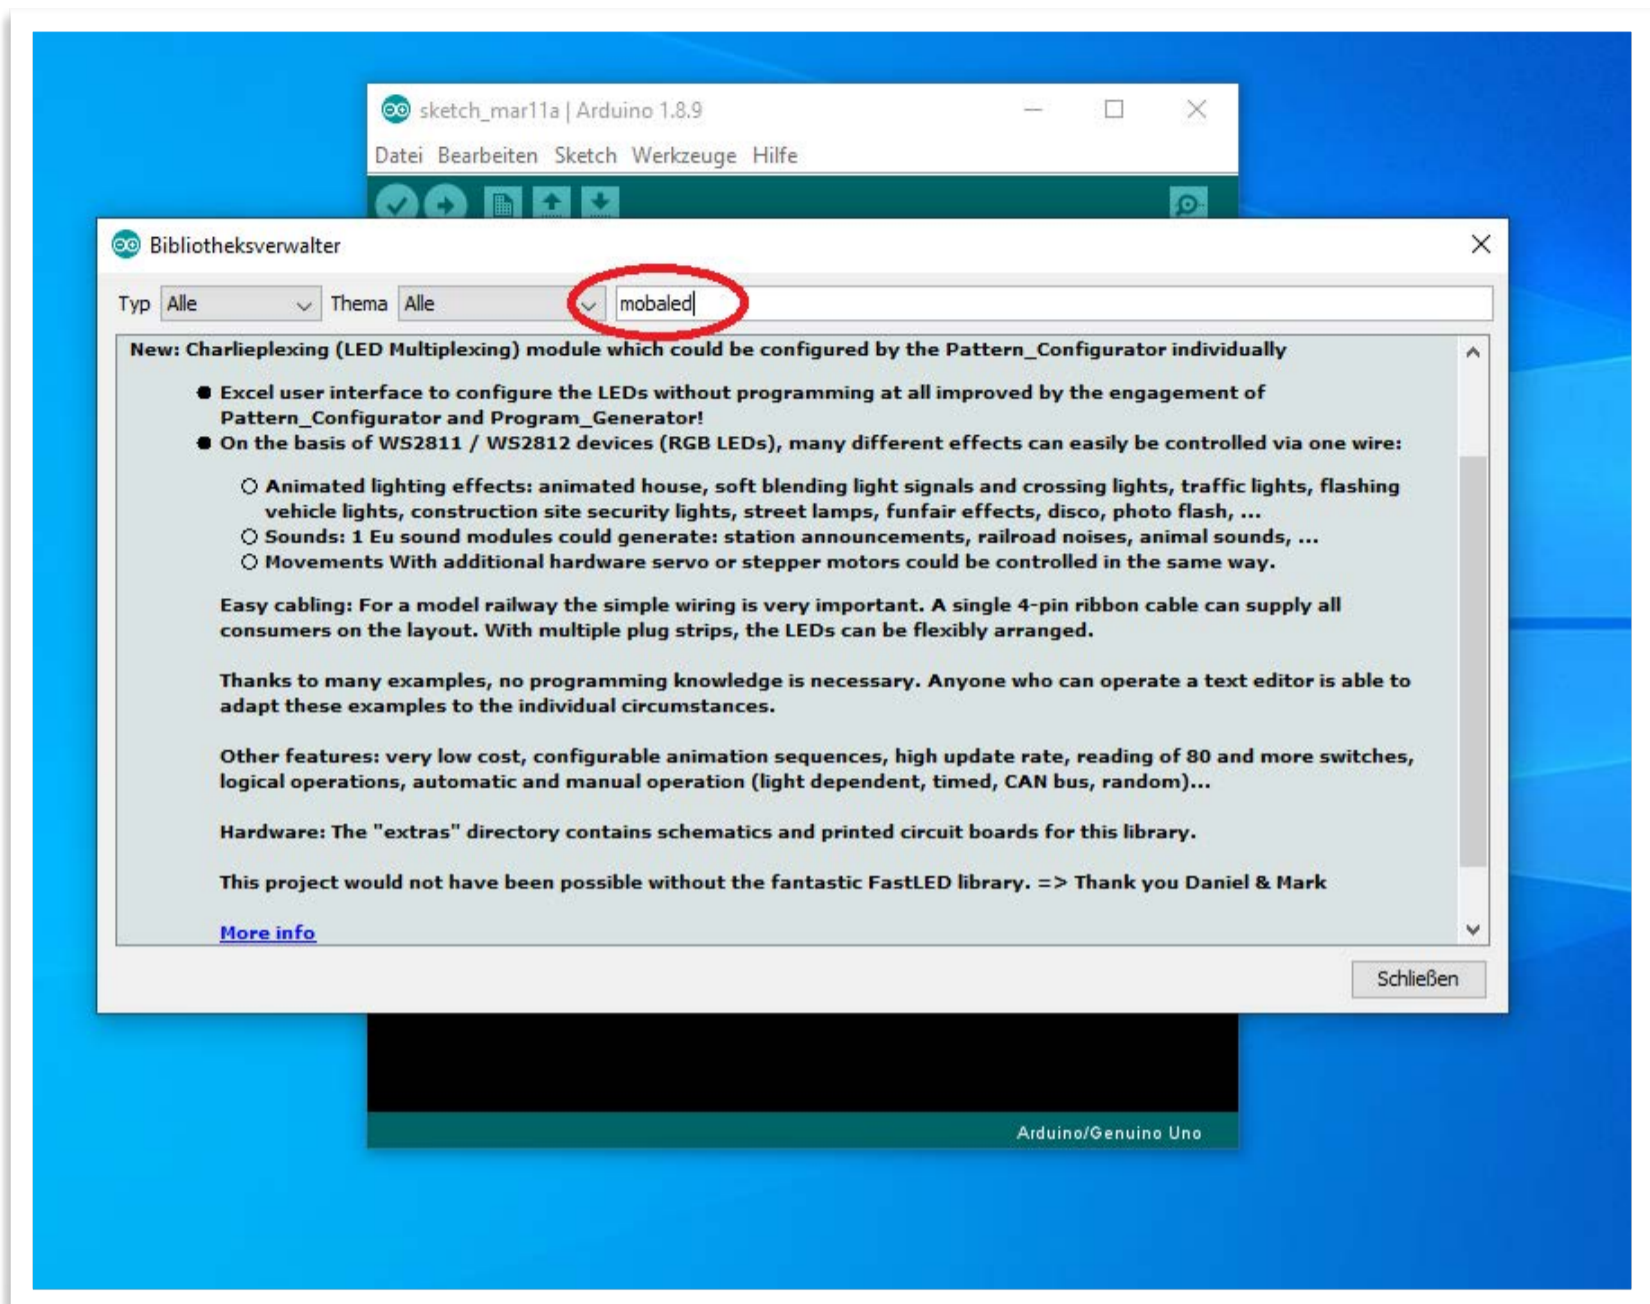 sketch_mar11a | Arduino 1.8.9
Datei Bearbeiten Sketch Werkzeuge Hilfe
Bibliotheksverwalter
Typ Alle Thema Alle mobaled
New: Charlieplexing (LED Multiplexing) module which could be configured by the Pattern_Configurator individually
Excel user interface to configure the LEDs without programming at all improved by the engagement of
Pattern_Configurator and Program_Generator!
On the basis of WS2811 / WS2812 devices (RGB LEDs), many different effects can easily be controlled via one wire:
Animated lighting effects: animated house, soft blending light signals and crossing lights, traffic lights, flashing
vehicle lights, construction site security lights, street lamps, funfair effects, disco, photo flash, ...
Sounds: 1 Eu sound modules could generate: station announcements, railroad noises, animal sounds, ...
Movements With additional hardware servo or stepper motors could be controlled in the same way.
Easy cabling: For a model railway the simple wiring is very important. A single 4-pin ribbon cable can supply all
consumers on the layout. With multiple plug strips, the LEDs can be flexibly arranged.
Thanks to many examples, no programming knowledge is necessary. Anyone who can operate a text editor is able to
adapt these examples to the individual circumstances.
Other features: very low cost, configurable animation sequences, high update rate, reading of 80 and more switches,
logical operations, automatic and manual operation (light dependent, timed, CAN bus, random)...
Hardware: The "extras" directory contains schematics and printed circuit boards for this library.
This project would not have been possible without the fantastic FastLED library. => Thank you Daniel & Mark
More info
Schließen
Arduino/Genuino Uno